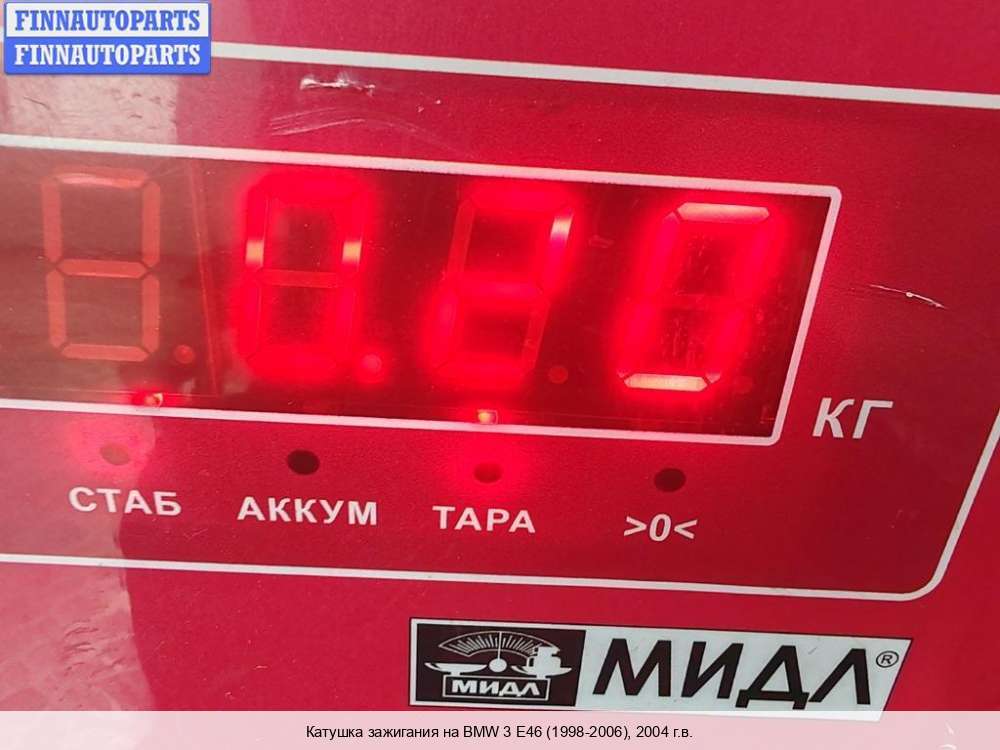 FINNAUTOPARTS
FINNAUTOPARTS
0.20
КГ
СТАБ АККУМ ТАРА >0<
МИДЛ МИДЛ®
Катушка зажигания на BMW 3 E46 (1998-2006), 2004 г.в.